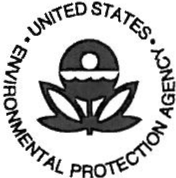 • UNITED STATES •
ENVIRONMENTAL PROTECTION AGENCY